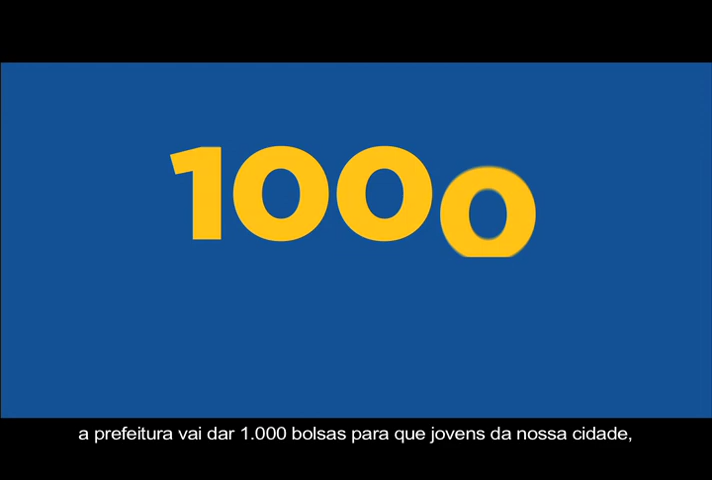 1000
a prefeitura vai dar 1.000 bolsas para que jovens da nossa cidade,